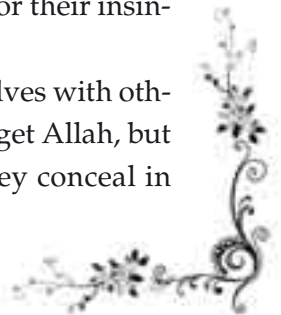 or their insin-
lves with oth-
get Allah, but
ey conceal in